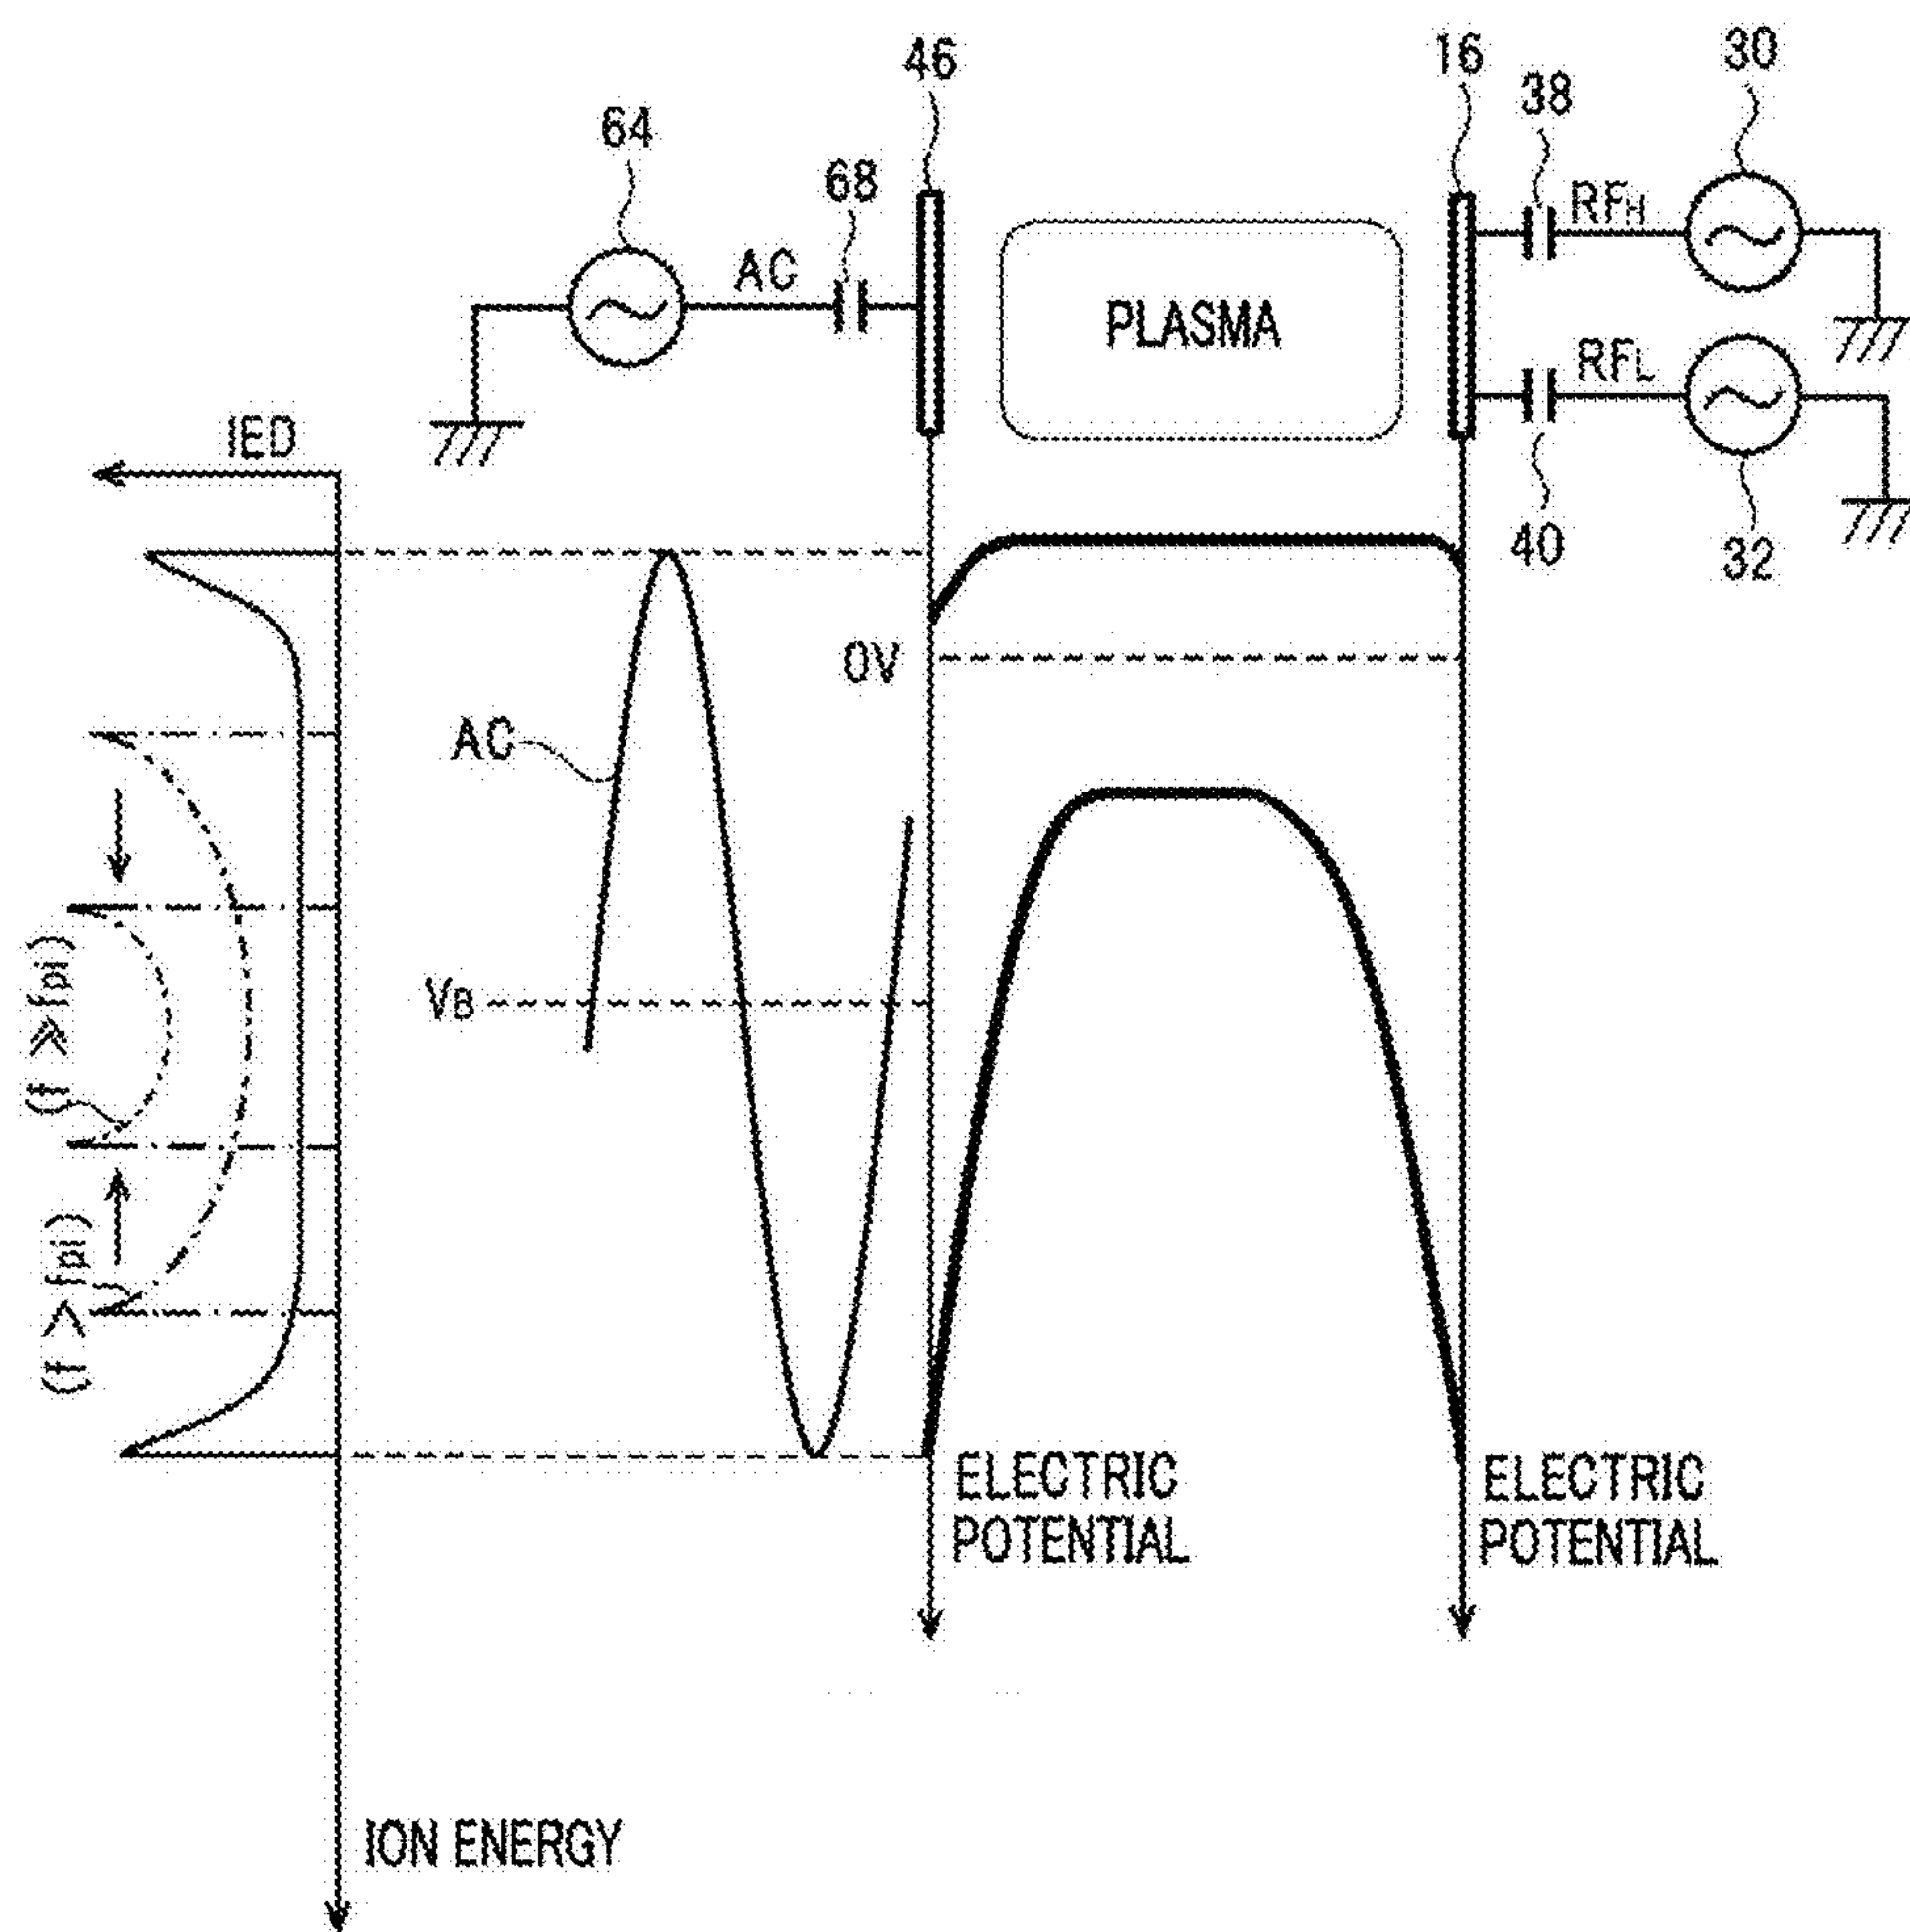 46
16
30
38
64
68
RFH
AC
PLASMA
RFL
IED
40
32
0V
AC
(f ≫ fpi)
VB
(f > fpi)
ELECTRIC
POTENTIAL
ELECTRIC
POTENTIAL
ION ENERGY